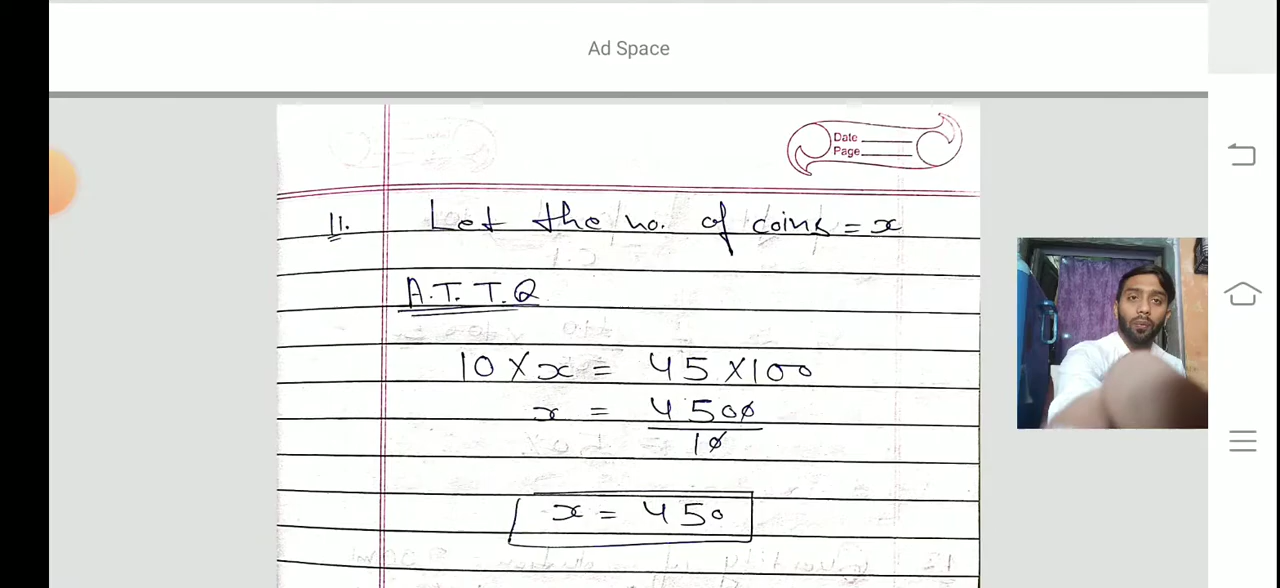 Ad Space
Date
Page
11. Let the no. of coins = x
A.T.T.Q
10 × x = 45 × 100
x = 4500
10
x = 450